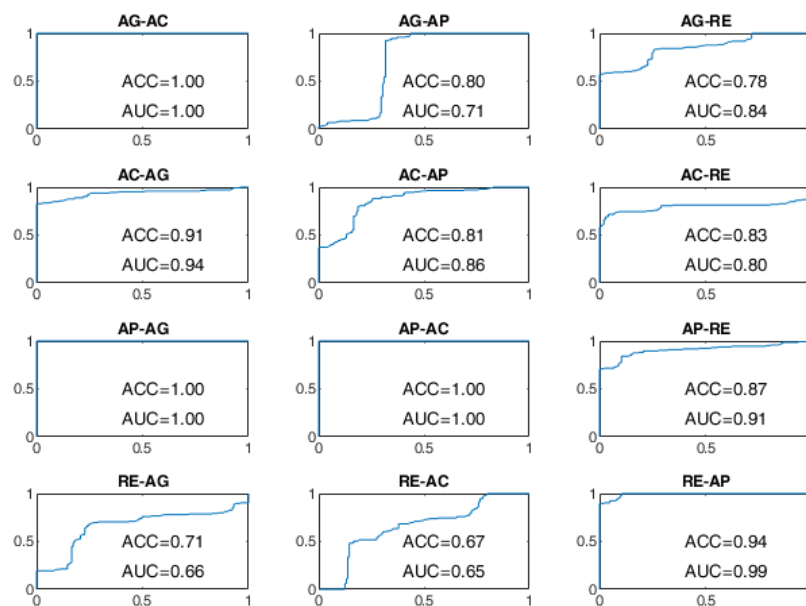 AG-AC
1
0.5
0
0 0.5 1
ACC=1.00
AUC=1.00
AG-AP
1
0.5
0
0 0.5 1
ACC=0.80
AUC=0.71
AG-RE
1
0.5
0
0 0.5
ACC=0.78
AUC=0.84
AC-AG
1
0.5
0
0 0.5 1
ACC=0.91
AUC=0.94
AC-AP
1
0.5
0
0 0.5 1
ACC=0.81
AUC=0.86
AC-RE
1
0.5
0
0 0.5
ACC=0.83
AUC=0.80
AP-AG
1
0.5
0
0 0.5 1
ACC=1.00
AUC=1.00
AP-AC
1
0.5
0
0 0.5 1
ACC=1.00
AUC=1.00
AP-RE
1
0.5
0
0 0.5
ACC=0.87
AUC=0.91
RE-AG
1
0.5
0
0 0.5 1
ACC=0.71
AUC=0.66
RE-AC
1
0.5
0
0 0.5 1
ACC=0.67
AUC=0.65
RE-AP
1
0.5
0
0 0.5
ACC=0.94
AUC=0.99